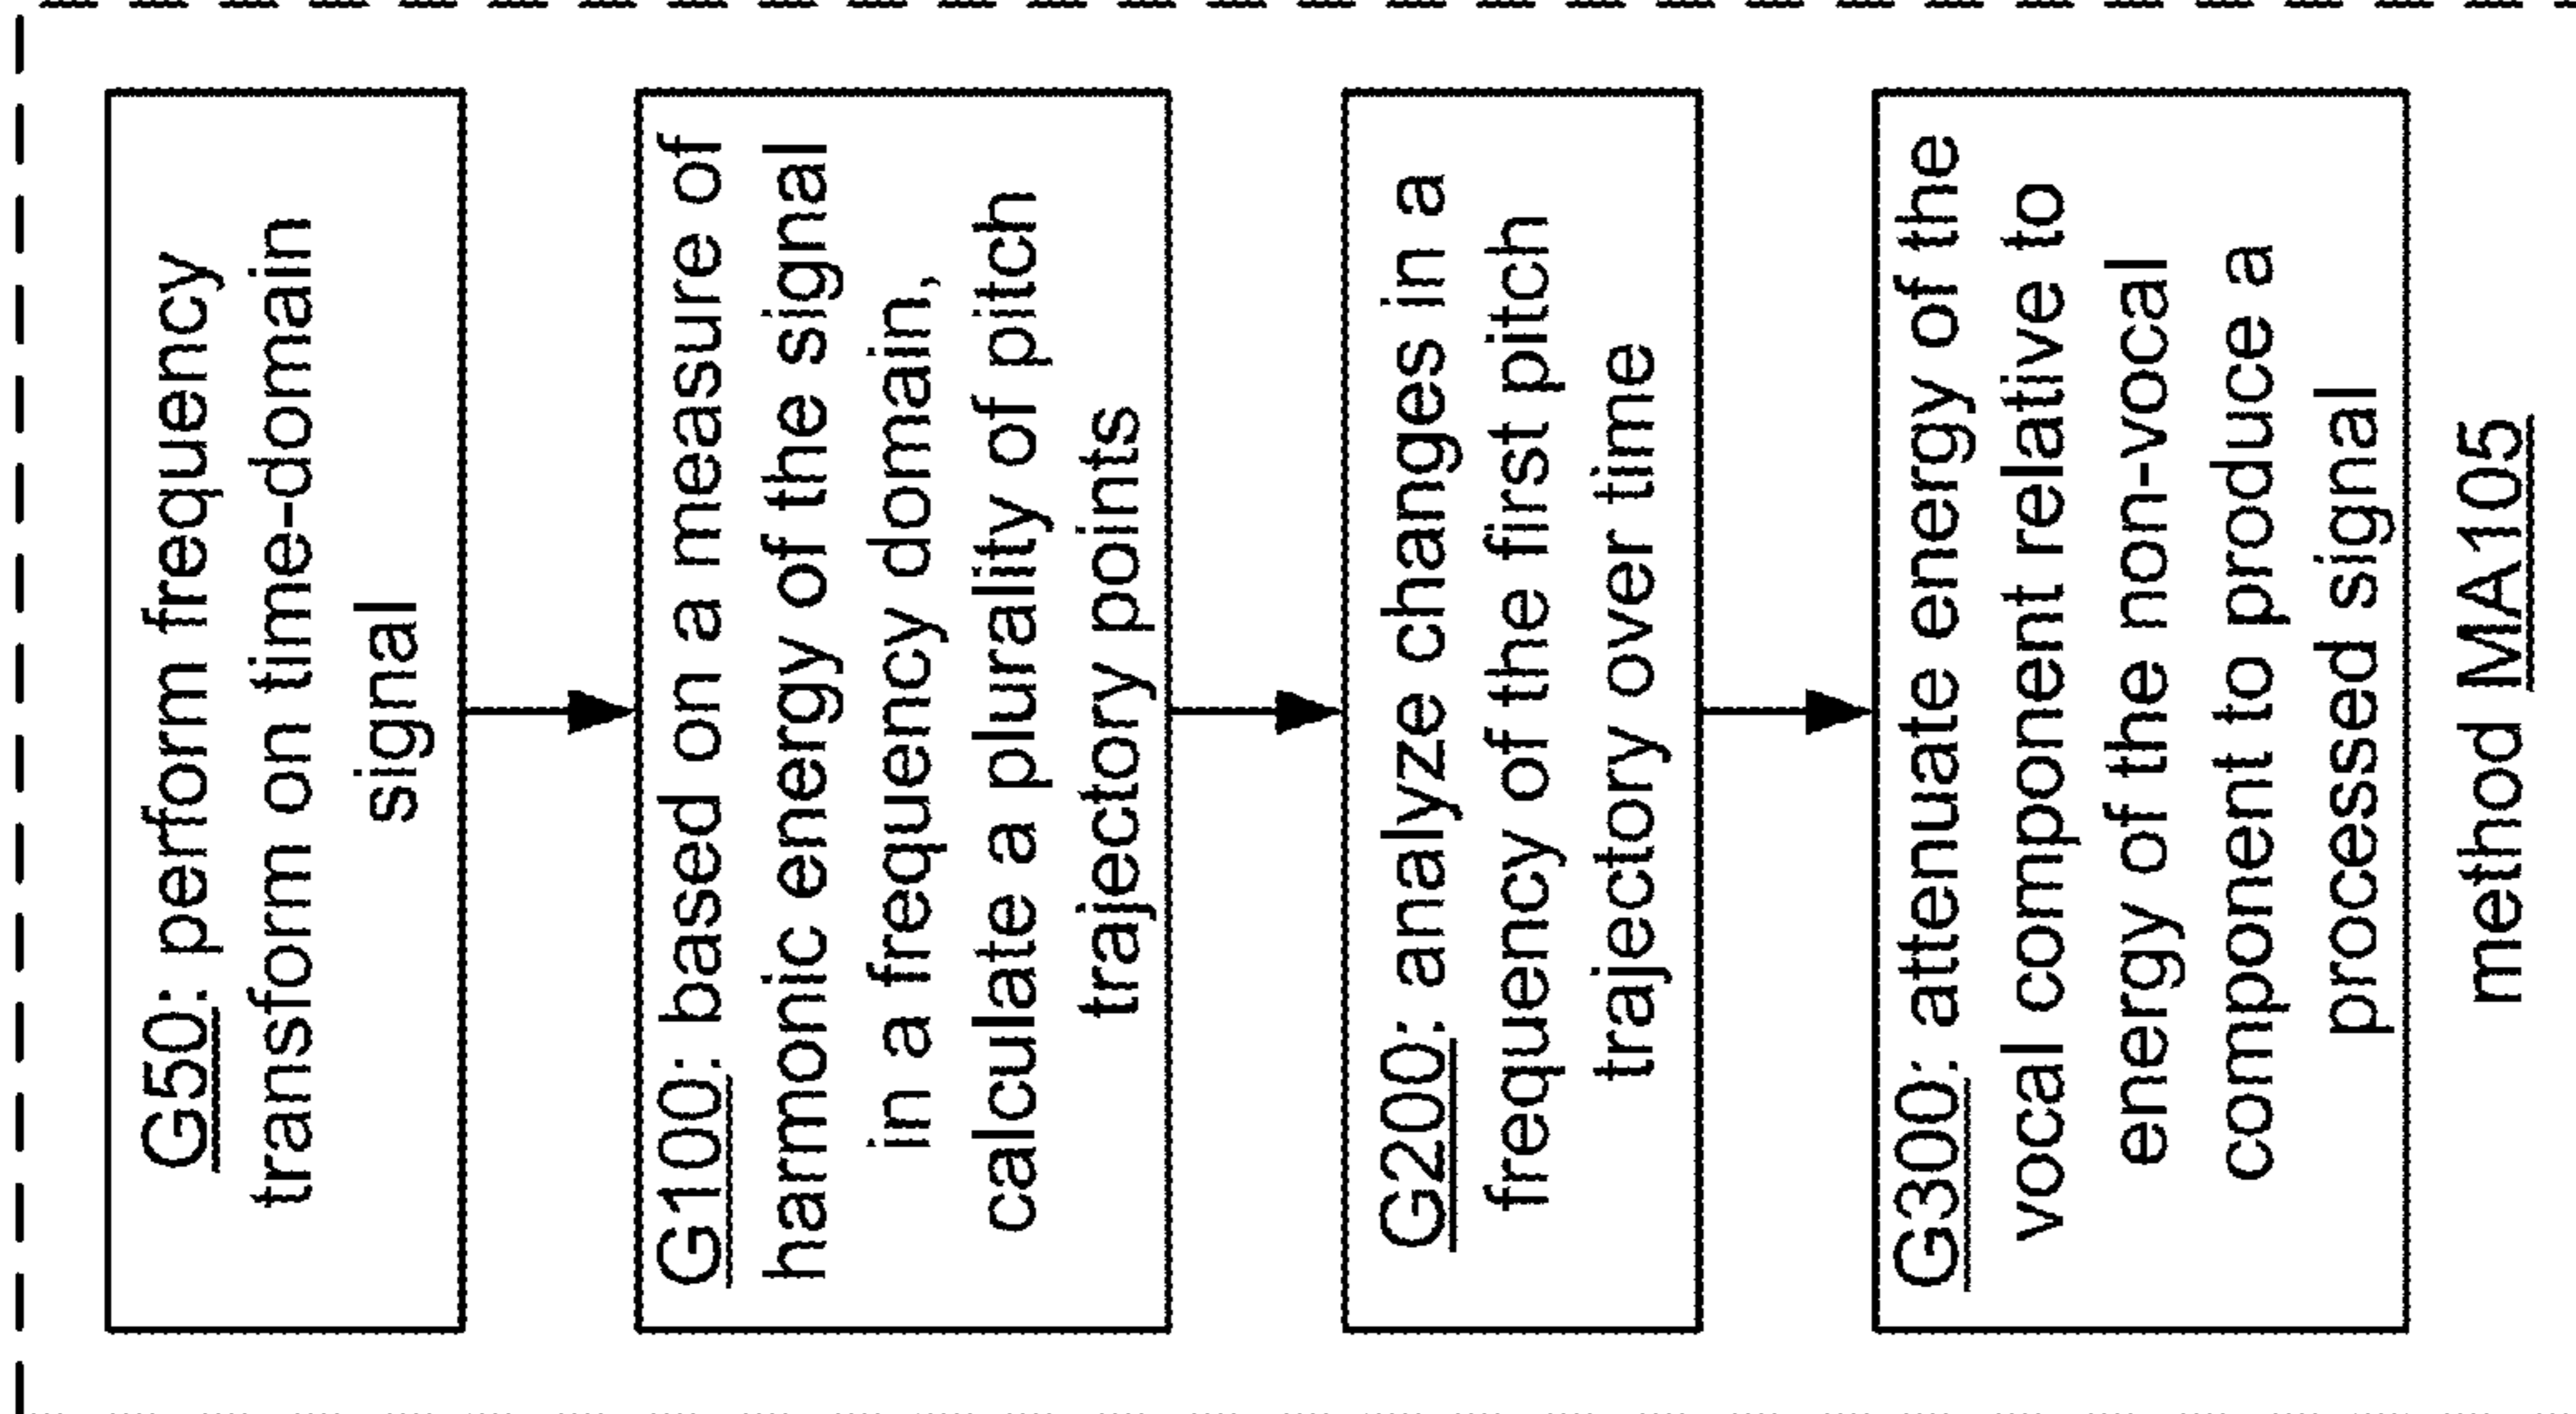 G50: perform frequency
transform on time-domain
signal
G100: based on a measure of
harmonic energy of the signal
in a frequency domain,
calculate a plurality of pitch
trajectory points
G200: analyze changes in a
frequency of the first pitch
trajectory over time
G300: attenuate energy of the
vocal component relative to
energy of the non-vocal
component to produce a
processed signal
method MA105